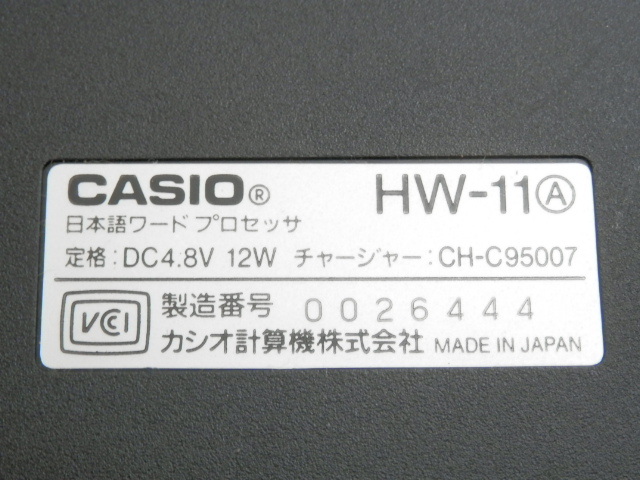 CASIO® HW-11Ⓐ
日本語ワードプロセッサ
定格:DC4.8V 12W チャージャー:CH-C95007
VCI 製造番号 0026444
カシオ計算機株式会社 MADE IN JAPAN